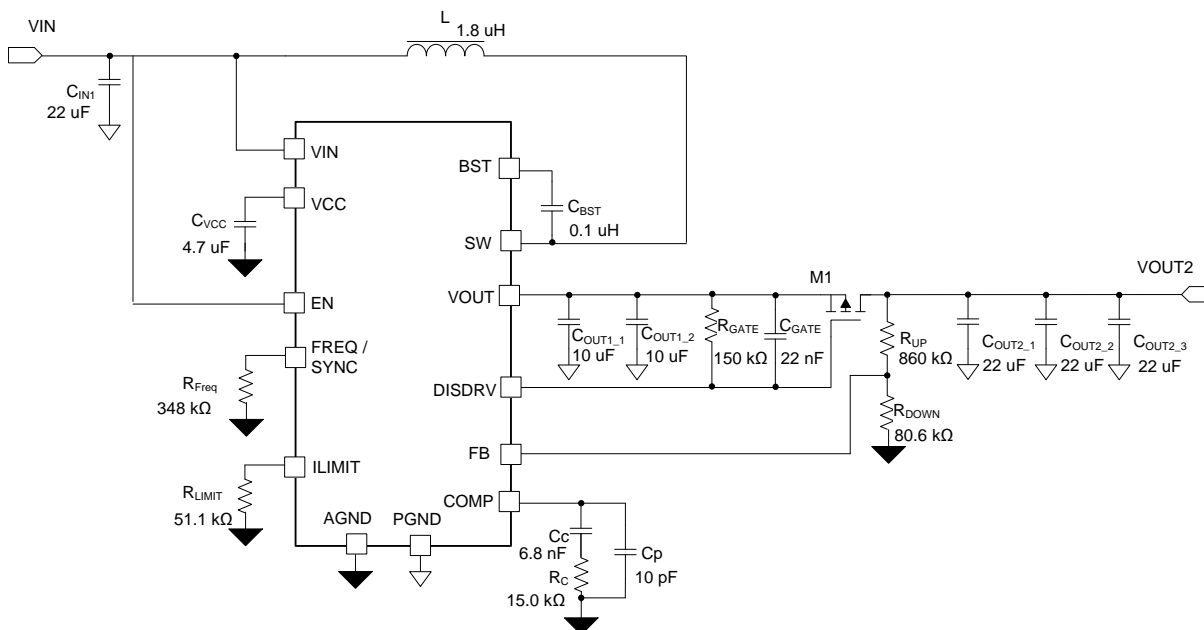 VIN
L
1.8 uH
CIN1
22 uF
VIN
BST
VCC
CVCC
4.7 uF
CBST
0.1 uH
SW
M1
VOUT2
VOUT
EN
COUT1_1
10 uF
COUT1_2
10 uF
RGATE
150 kΩ
CGATE
22 nF
RUP
860 kΩ
COUT2_1
22 uF
COUT2_2
22 uF
COUT2_3
22 uF
FREQ /
SYNC
RFreq
348 kΩ
DISDRV
RDOWN
80.6 kΩ
FB
ILIMIT
RLIMIT
51.1 kΩ
COMP
AGND
PGND
Cc
6.8 nF
Cp
10 pF
RC
15.0 kΩ